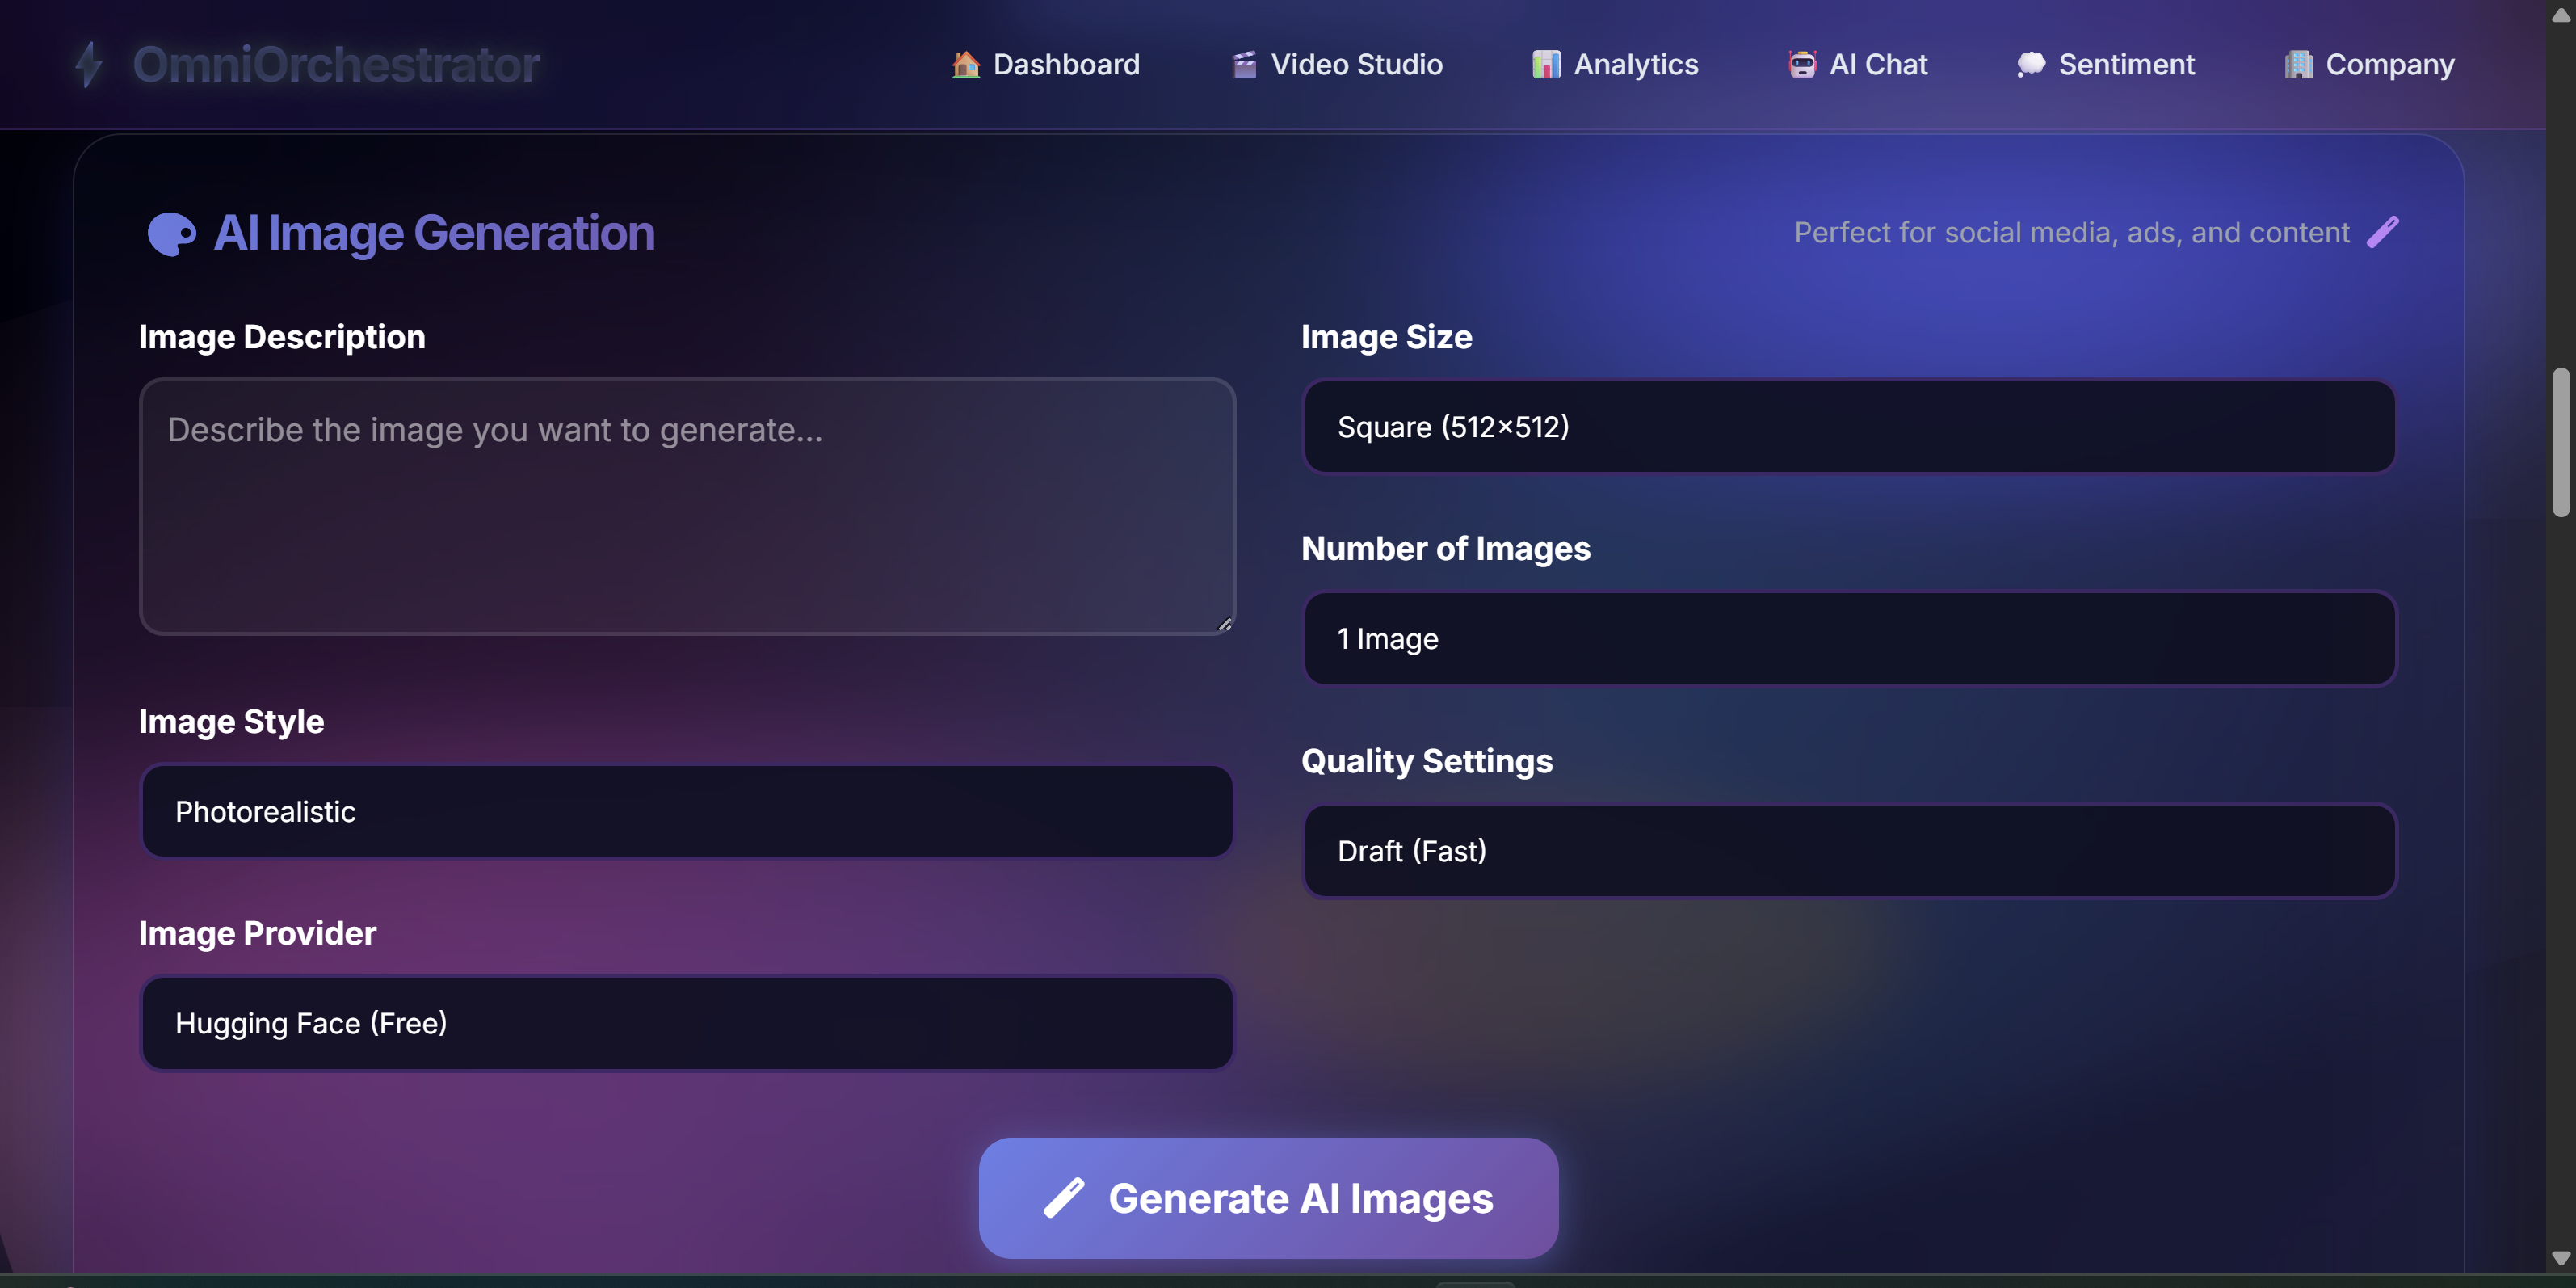 OmniOrchestrator
Dashboard
Video Studio
Analytics
AI Chat
Sentiment
Company
AI Image Generation
Perfect for social media, ads, and content
Image Description
Describe the image you want to generate...
Image Style
Photorealistic
Image Provider
Hugging Face (Free)
Image Size
Square (512×512)
Number of Images
1 Image
Quality Settings
Draft (Fast)
Generate AI Images